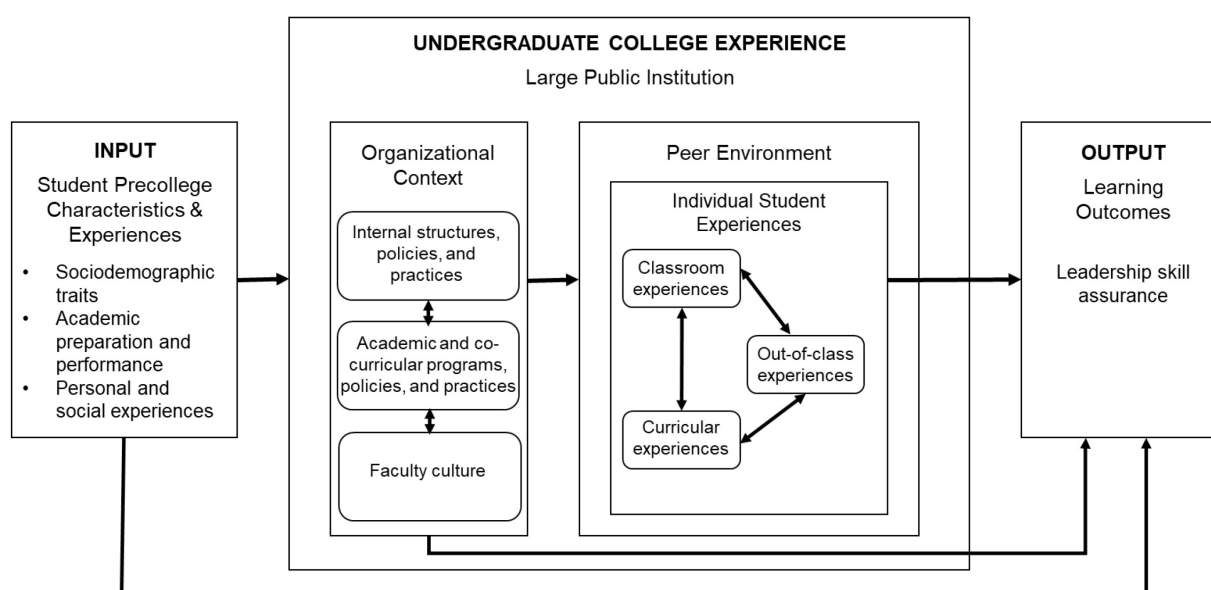 UNDERGRADUATE COLLEGE EXPERIENCE
Large Public Institution
INPUT
Student Precollege
Characteristics &
Experiences
• Sociodemographic
traits
• Academic
preparation and
performance
• Personal and
social experiences
Organizational
Context
Internal structures,
policies, and
practices
Academic and co-
curricular programs,
policies, and practices
Faculty culture
Peer Environment
Individual Student
Experiences
Classroom
experiences
Out-of-class
experiences
Curricular
experiences
OUTPUT
Learning
Outcomes
Leadership skill
assurance